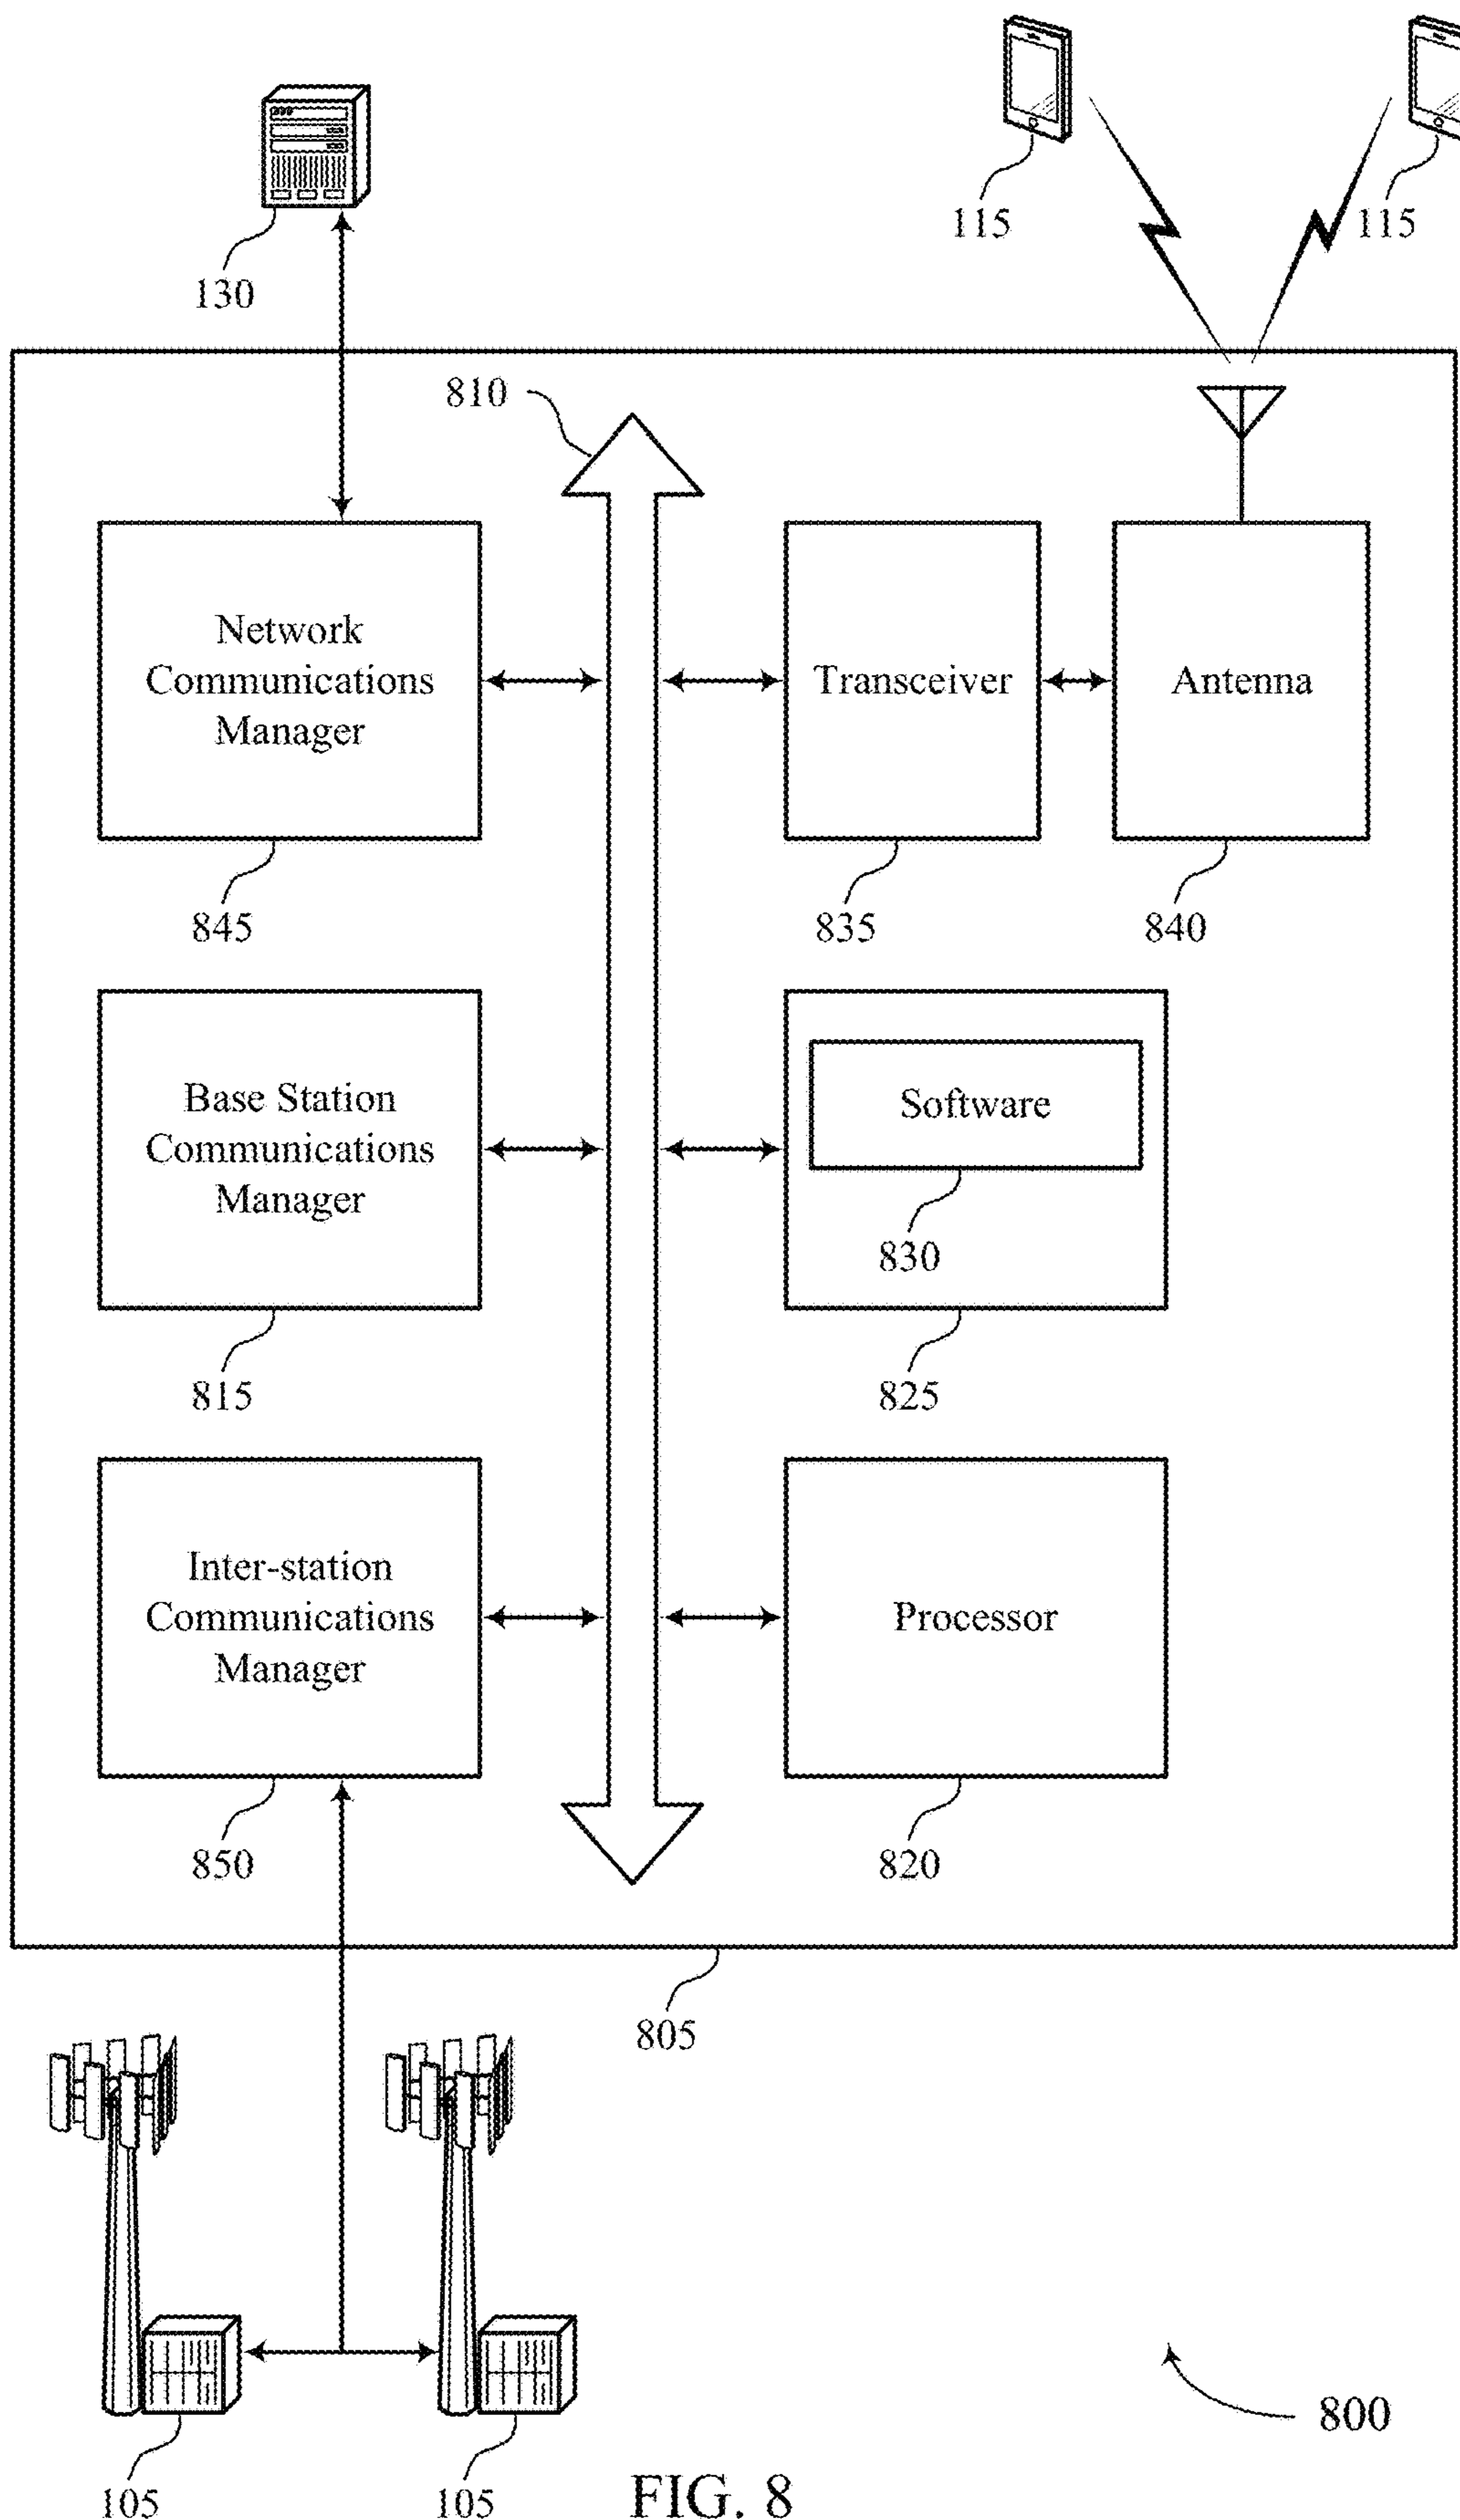 115
115
130
810
Network
Communications
Manager
Transceiver
Antenna
845
835
840
Base Station
Communications
Manager
Software
830
815
825
Inter-station
Communications
Manager
Processor
850
820
805
800
105
105
FIG. 8